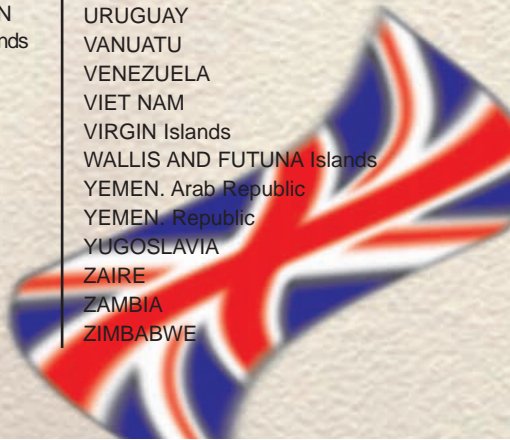 N
nds
URUGUAY
VANUATU
VENEZUELA
VIET NAM
VIRGIN Islands
WALLIS AND FUTUNA Islands
YEMEN. Arab Republic
YEMEN. Republic
YUGOSLAVIA
ZAIRE
ZAMBIA
ZIMBABWE